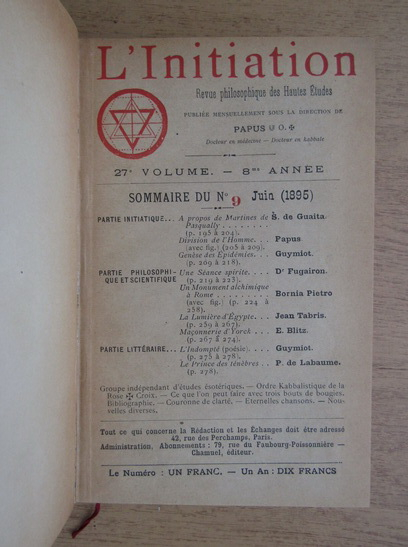 L'Initiation
Revue philosophique des Hautes Études
PUBLIÉE MENSUELLEMENT SOUS LA DIRECTION DE
PAPUS
Docteur en médecine — Docteur en kabbale
27e VOLUME. — 8me ANNÉE
SOMMAIRE DU No 9 Juin (1895)
PARTIE INITIATIQUE... A propos de Martines de S. de Guaita.
Pasqually . . . . . . . .
(p. 195 à 204).
Division de l'Homme. . . Papus
(avec fig.) (205 à 209).
Genèse des Épidémies. . . Guymiot.
(p. 209 à 218).
PARTIE PHILOSOPHI- Une Séance spirite. . . . Dr Fugairon.
QUE ET SCIENTIFIQUE (p. 219 à 223).
Un Monument alchimique
à Rome . . . . . . . . Bornia Pietro
(avec fig.) (p. 224 à
258).
La Lumière d'Égypte. . . Jean Tabris.
(p. 259 à 267).
Maçonnerie d'Yorck . . . E. Blitz.
(p. 267 à 274).
PARTIE LITTÉRAIRE... L'Indompté (poésie). . . . Guymiot.
(p. 275 à 278).
Le Prince des ténèbres . . P. de Labaume.
(p. 278).
Groupe indépendant d'études ésotériques. — Ordre Kabbalistique de la
Rose ✠ Croix. — Ce que l'on peut faire avec trois bouts de bougies.
Bibliographie. — Couronne de clarté. — Eternelles chansons. — Nou-
velles diverses.
Tout ce qui concerne la Rédaction et les Échanges doit être adressé
42, rue des Perchamps, Paris.
Administration. Abonnements : 79, rue du Faubourg-Poissonnière —
Chamuel, éditeur.
Le Numéro : UN FRANC. — Un An : DIX FRANCS